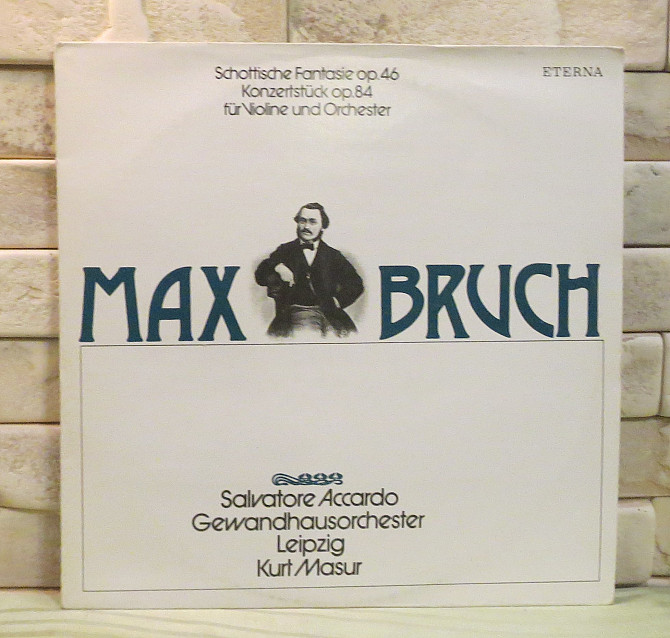 Schottische Fantasie op.46
Konzertstück op.84
für Violine und Orchester
ETERNA
MAX BRUCH
Salvatore Accardo
Gewandhausorchester
Leipzig
Kurt Masur